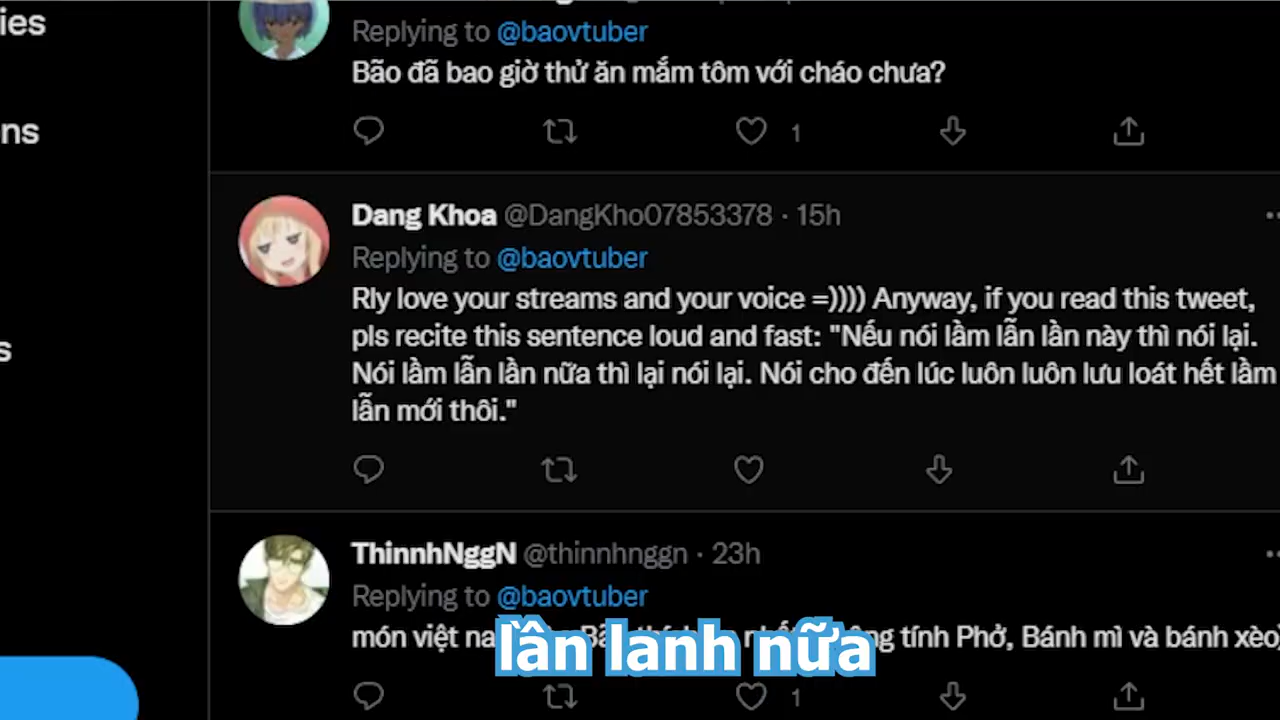 ies
ns
s
Replying to @baovtuber
Bão đã bao giờ thử ăn mắm tôm với cháo chưa?
1
Dang Khoa @DangKho07853378 · 15h
Replying to @baovtuber
Rly love your streams and your voice =)))) Anyway, if you read this tweet,
pls recite this sentence loud and fast: "Nếu nói lầm lẫn lần này thì nói lại.
Nói lầm lẫn lần nữa thì lại nói lại. Nói cho đến lúc luôn luôn lưu loát hết lầm
lẫn mới thôi."
ThinnhNggN @thinnhnggn · 23h
Replying to @baovtuber
món việt tính Phở, Bánh mì và bánh xèo)
lần lanh nữa
1